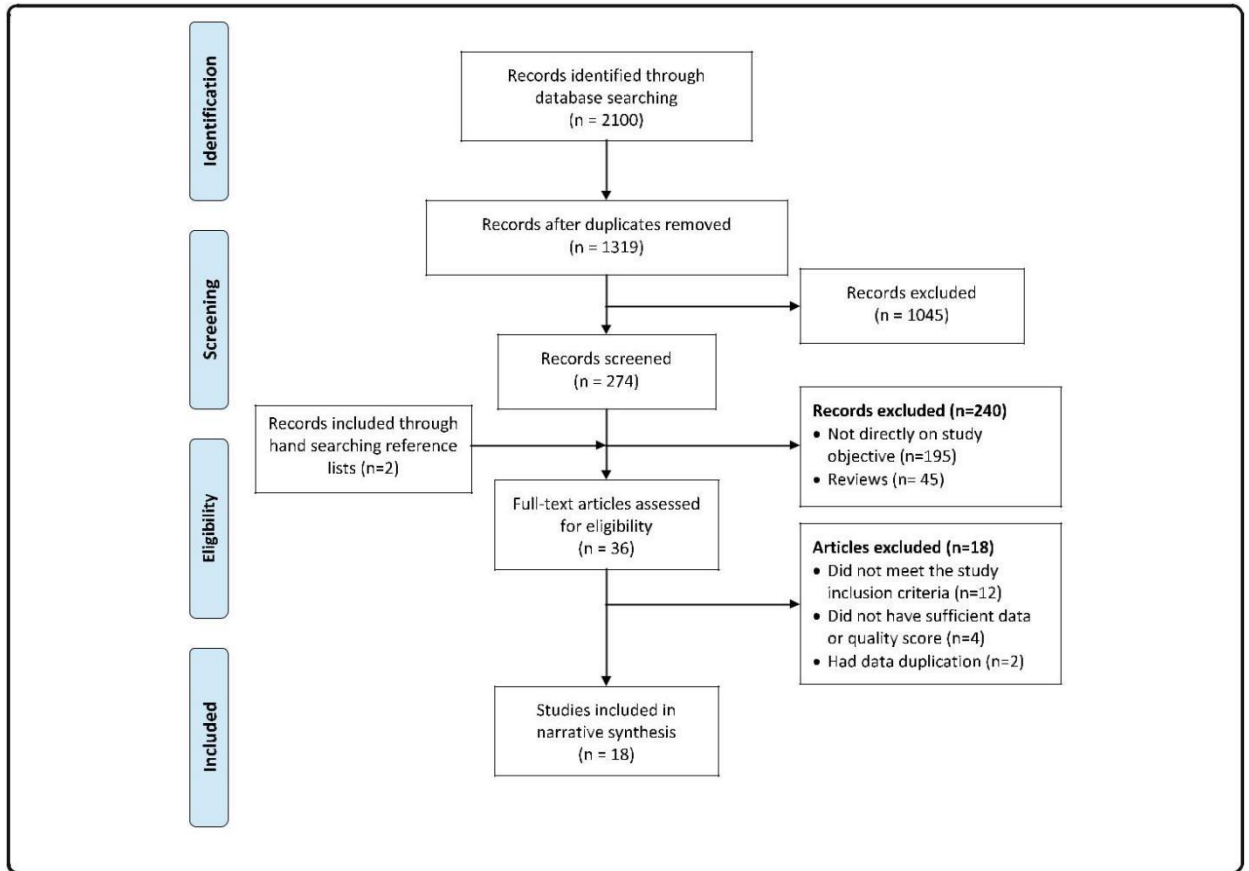 Identification
Records identified through
database searching
(n = 2100)
Records after duplicates removed
(n = 1319)
Screening
Records excluded
(n = 1045)
Records screened
(n = 274)
Records included through
hand searching reference
lists (n=2)
Records excluded (n=240)
• Not directly on study
objective (n=195)
• Reviews (n= 45)
Eligibility
Full-text articles assessed
for eligibility
(n = 36)
Articles excluded (n=18)
• Did not meet the study
inclusion criteria (n=12)
• Did not have sufficient data
or quality score (n=4)
• Had data duplication (n=2)
Included
Studies included in
narrative synthesis
(n = 18)